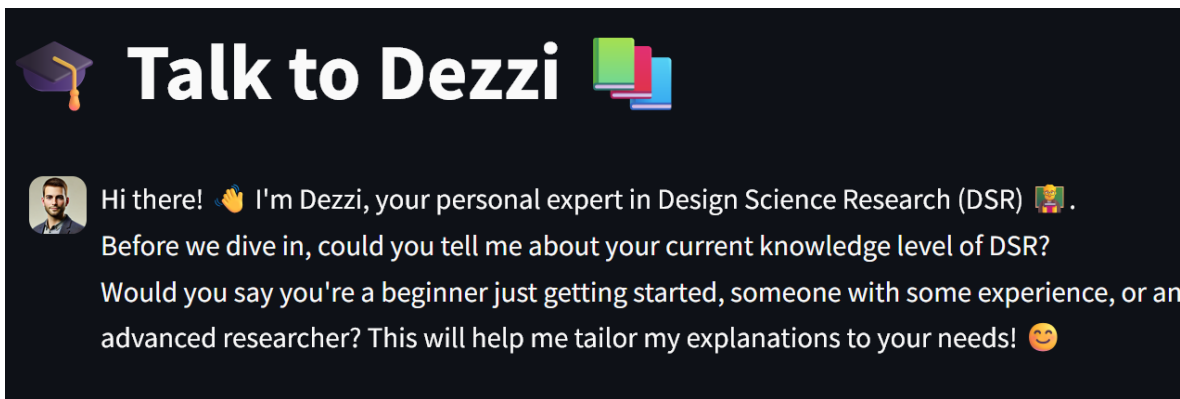 🎓 Talk to Dezzi 📚
Hi there! 👋 I'm Dezzi, your personal expert in Design Science Research (DSR) 👨‍🏫.
Before we dive in, could you tell me about your current knowledge level of DSR?
Would you say you're a beginner just getting started, someone with some experience, or an
advanced researcher? This will help me tailor my explanations to your needs! 😊